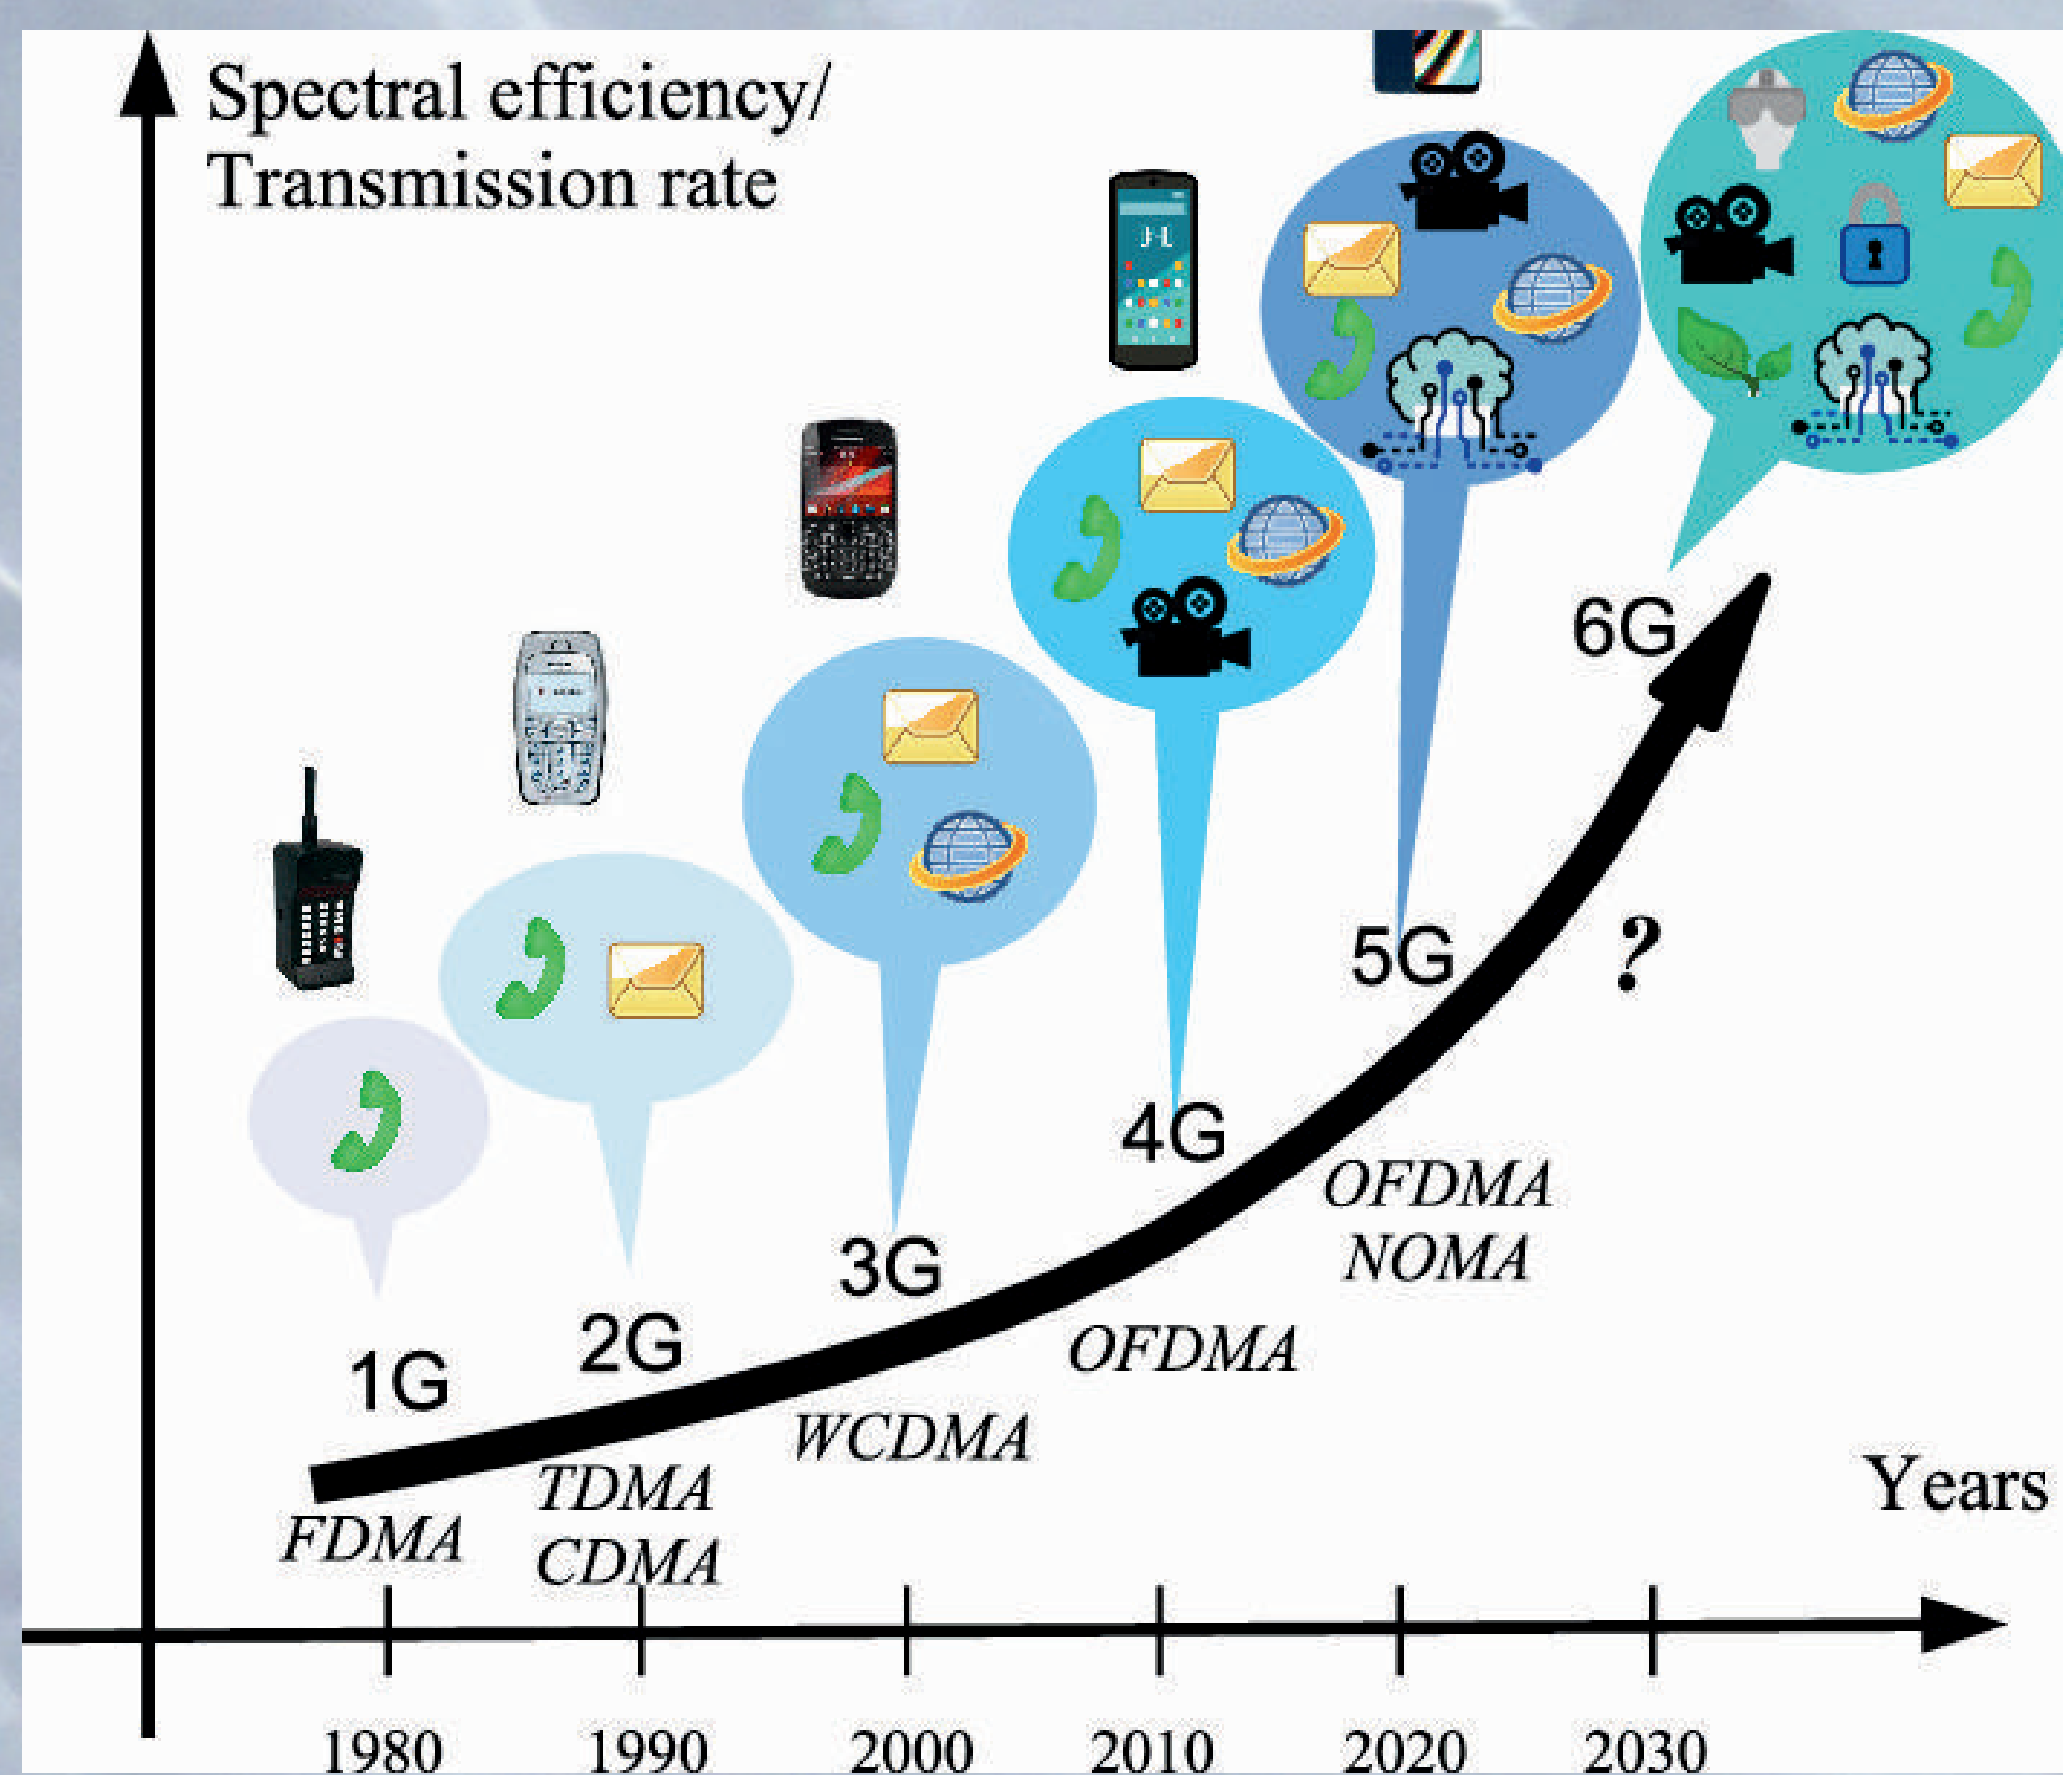 Spectral efficiency/
Transmission rate
6G
?
5G
4G
OFDMA
NOMA
3G
OFDMA
2G
WCDMA
1G
TDMA
CDMA
FDMA
Years
1980
1990
2000
2010
2020
2030